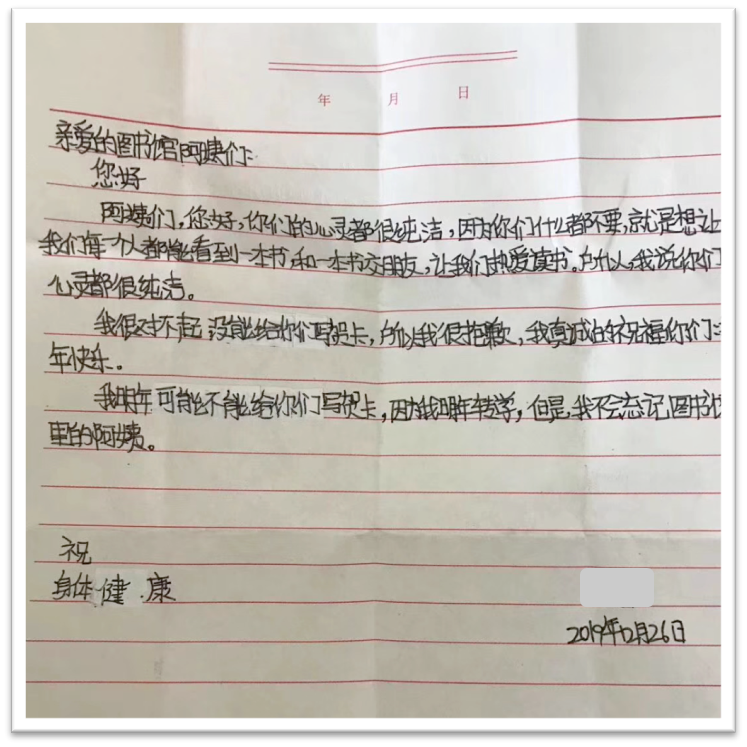 年 月 日
亲爱的图书馆阿姨们:
您好
阿姨们,您好,你们的心灵都很纯洁,因为你们什么都不要,就是想让
我们每一个人都能看到一本书,和一本书交朋友,让我们热爱读书。所以,我说你们
心灵都很纯洁。
我很对不起没能给你们写贺卡,所以我很抱歉,我真诚的祝福你们:
年快乐。
我明年可能不能给你们写贺卡,因为我明年转学,但是,我不会忘记图书
里的阿姨。
祝
身体健.康
2019年12月26日